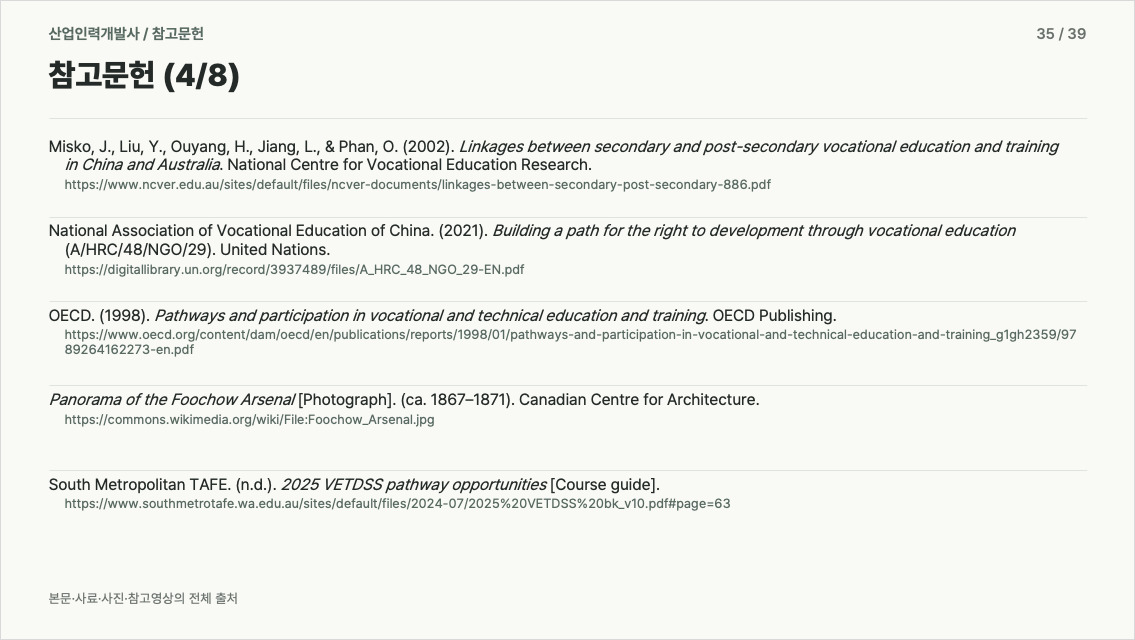 산업인력개발사 / 참고문헌
35 / 39
참고문헌 (4/8)
Misko, J., Liu, Y., Ouyang, H., Jiang, L., & Phan, O. (2002). Linkages between secondary and post-secondary vocational education and training
in China and Australia. National Centre for Vocational Education Research.
https://www.ncver.edu.au/sites/default/files/ncver-documents/linkages-between-secondary-post-secondary-886.pdf
National Association of Vocational Education of China. (2021). Building a path for the right to development through vocational education
(A/HRC/48/NGO/29). United Nations.
https://digitallibrary.un.org/record/3937489/files/A_HRC_48_NGO_29-EN.pdf
OECD. (1998). Pathways and participation in vocational and technical education and training. OECD Publishing.
https://www.oecd.org/content/dam/oecd/en/publications/reports/1998/01/pathways-and-participation-in-vocational-and-technical-education-and-training_g1gh2359/97
89264162273-en.pdf
Panorama of the Foochow Arsenal [Photograph]. (ca. 1867–1871). Canadian Centre for Architecture.
https://commons.wikimedia.org/wiki/File:Foochow_Arsenal.jpg
South Metropolitan TAFE. (n.d.). 2025 VETDSS pathway opportunities [Course guide].
https://www.southmetrotafe.wa.edu.au/sites/default/files/2024-07/2025%20VETDSS%20bk_v10.pdf#page=63
본문·사료·사진·참고영상의 전체 출처